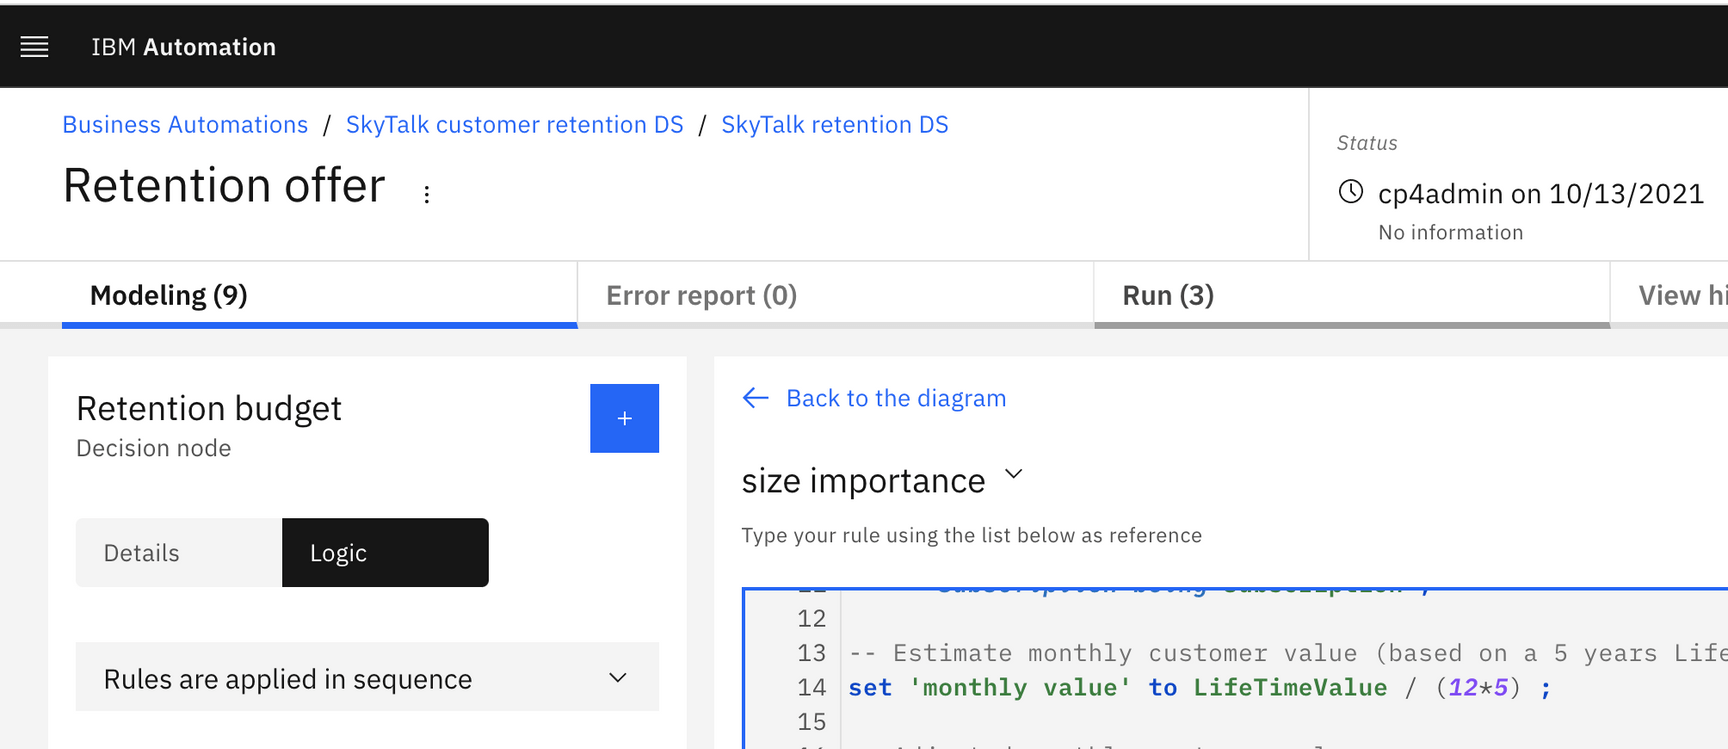 IBM Automation
Business Automations / SkyTalk customer retention DS / SkyTalk retention DS
Retention offer
Status
cp4admin on 10/13/2021
No information
Modeling (9)
Error report (0)
Run (3)
View hi
Retention budget
Decision node
Details
Logic
Rules are applied in sequence
Back to the diagram
size importance
Type your rule using the list below as reference
12
13 -- Estimate monthly customer value (based on a 5 years Life
14 set 'monthly value' to LifeTimeValue / (12*5) ;
15